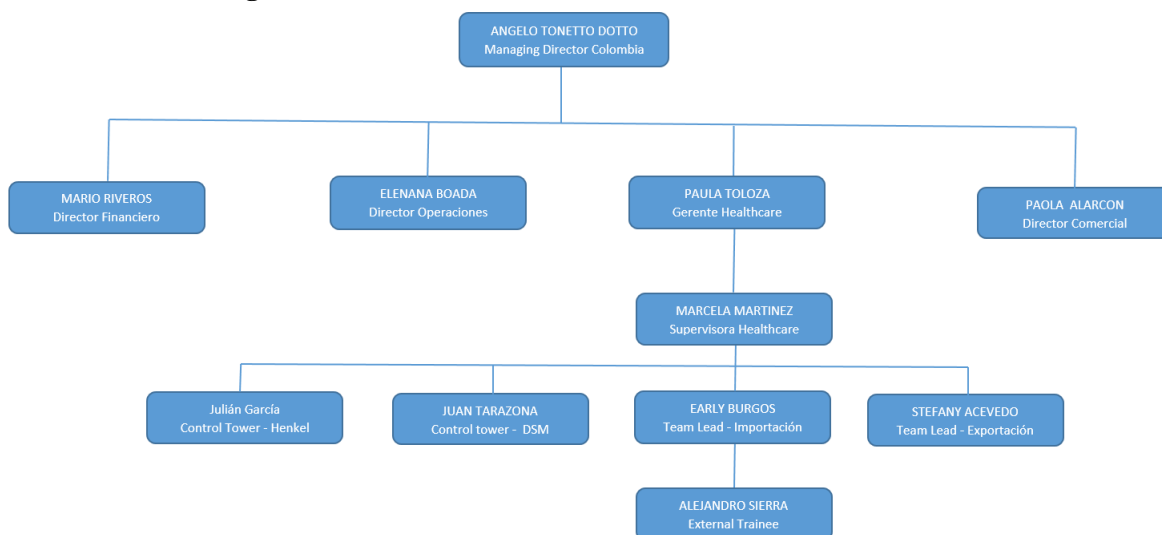 ANGELO TONETTO DOTTO
Managing Director Colombia
MARIO RIVEROS
Director Financiero
ELENANA BOADA
Director Operaciones
PAULA TOLOZA
Gerente Healthcare
PAOLA ALARCON
Director Comercial
MARCELA MARTINEZ
Supervisora Healthcare
Julián García
Control Tower - Henkel
JUAN TARAZONA
Control tower - DSM
EARLY BURGOS
Team Lead - Importación
STEFANY ACEVEDO
Team Lead - Exportación
ALEJANDRO SIERRA
External Trainee